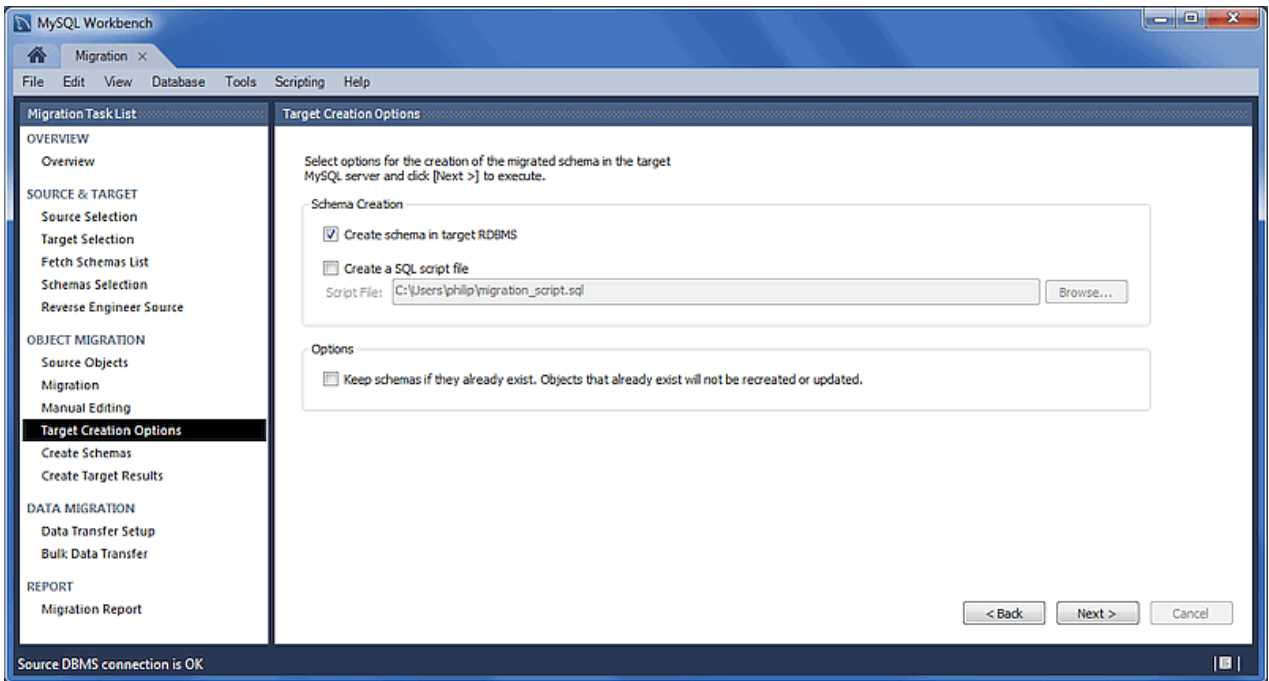 MySQL Workbench
Migration
File Edit View Database Tools Scripting Help
Migration Task List
OVERVIEW
Overview
SOURCE & TARGET
Source Selection
Target Selection
Fetch Schemas List
Schemas Selection
Reverse Engineer Source
OBJECT MIGRATION
Source Objects
Migration
Manual Editing
Target Creation Options
Create Schemas
Create Target Results
DATA MIGRATION
Data Transfer Setup
Bulk Data Transfer
REPORT
Migration Report
Target Creation Options
Select options for the creation of the migrated schema in the target
MySQL server and click [Next >] to execute.
Schema Creation
Create schema in target RDBMS
Create a SQL script file
Script File: C:\Users\philip\migration_script.sql Browse...
Options
Keep schemas if they already exist. Objects that already exist will not be recreated or updated.
< Back Next > Cancel
Source DBMS connection is OK